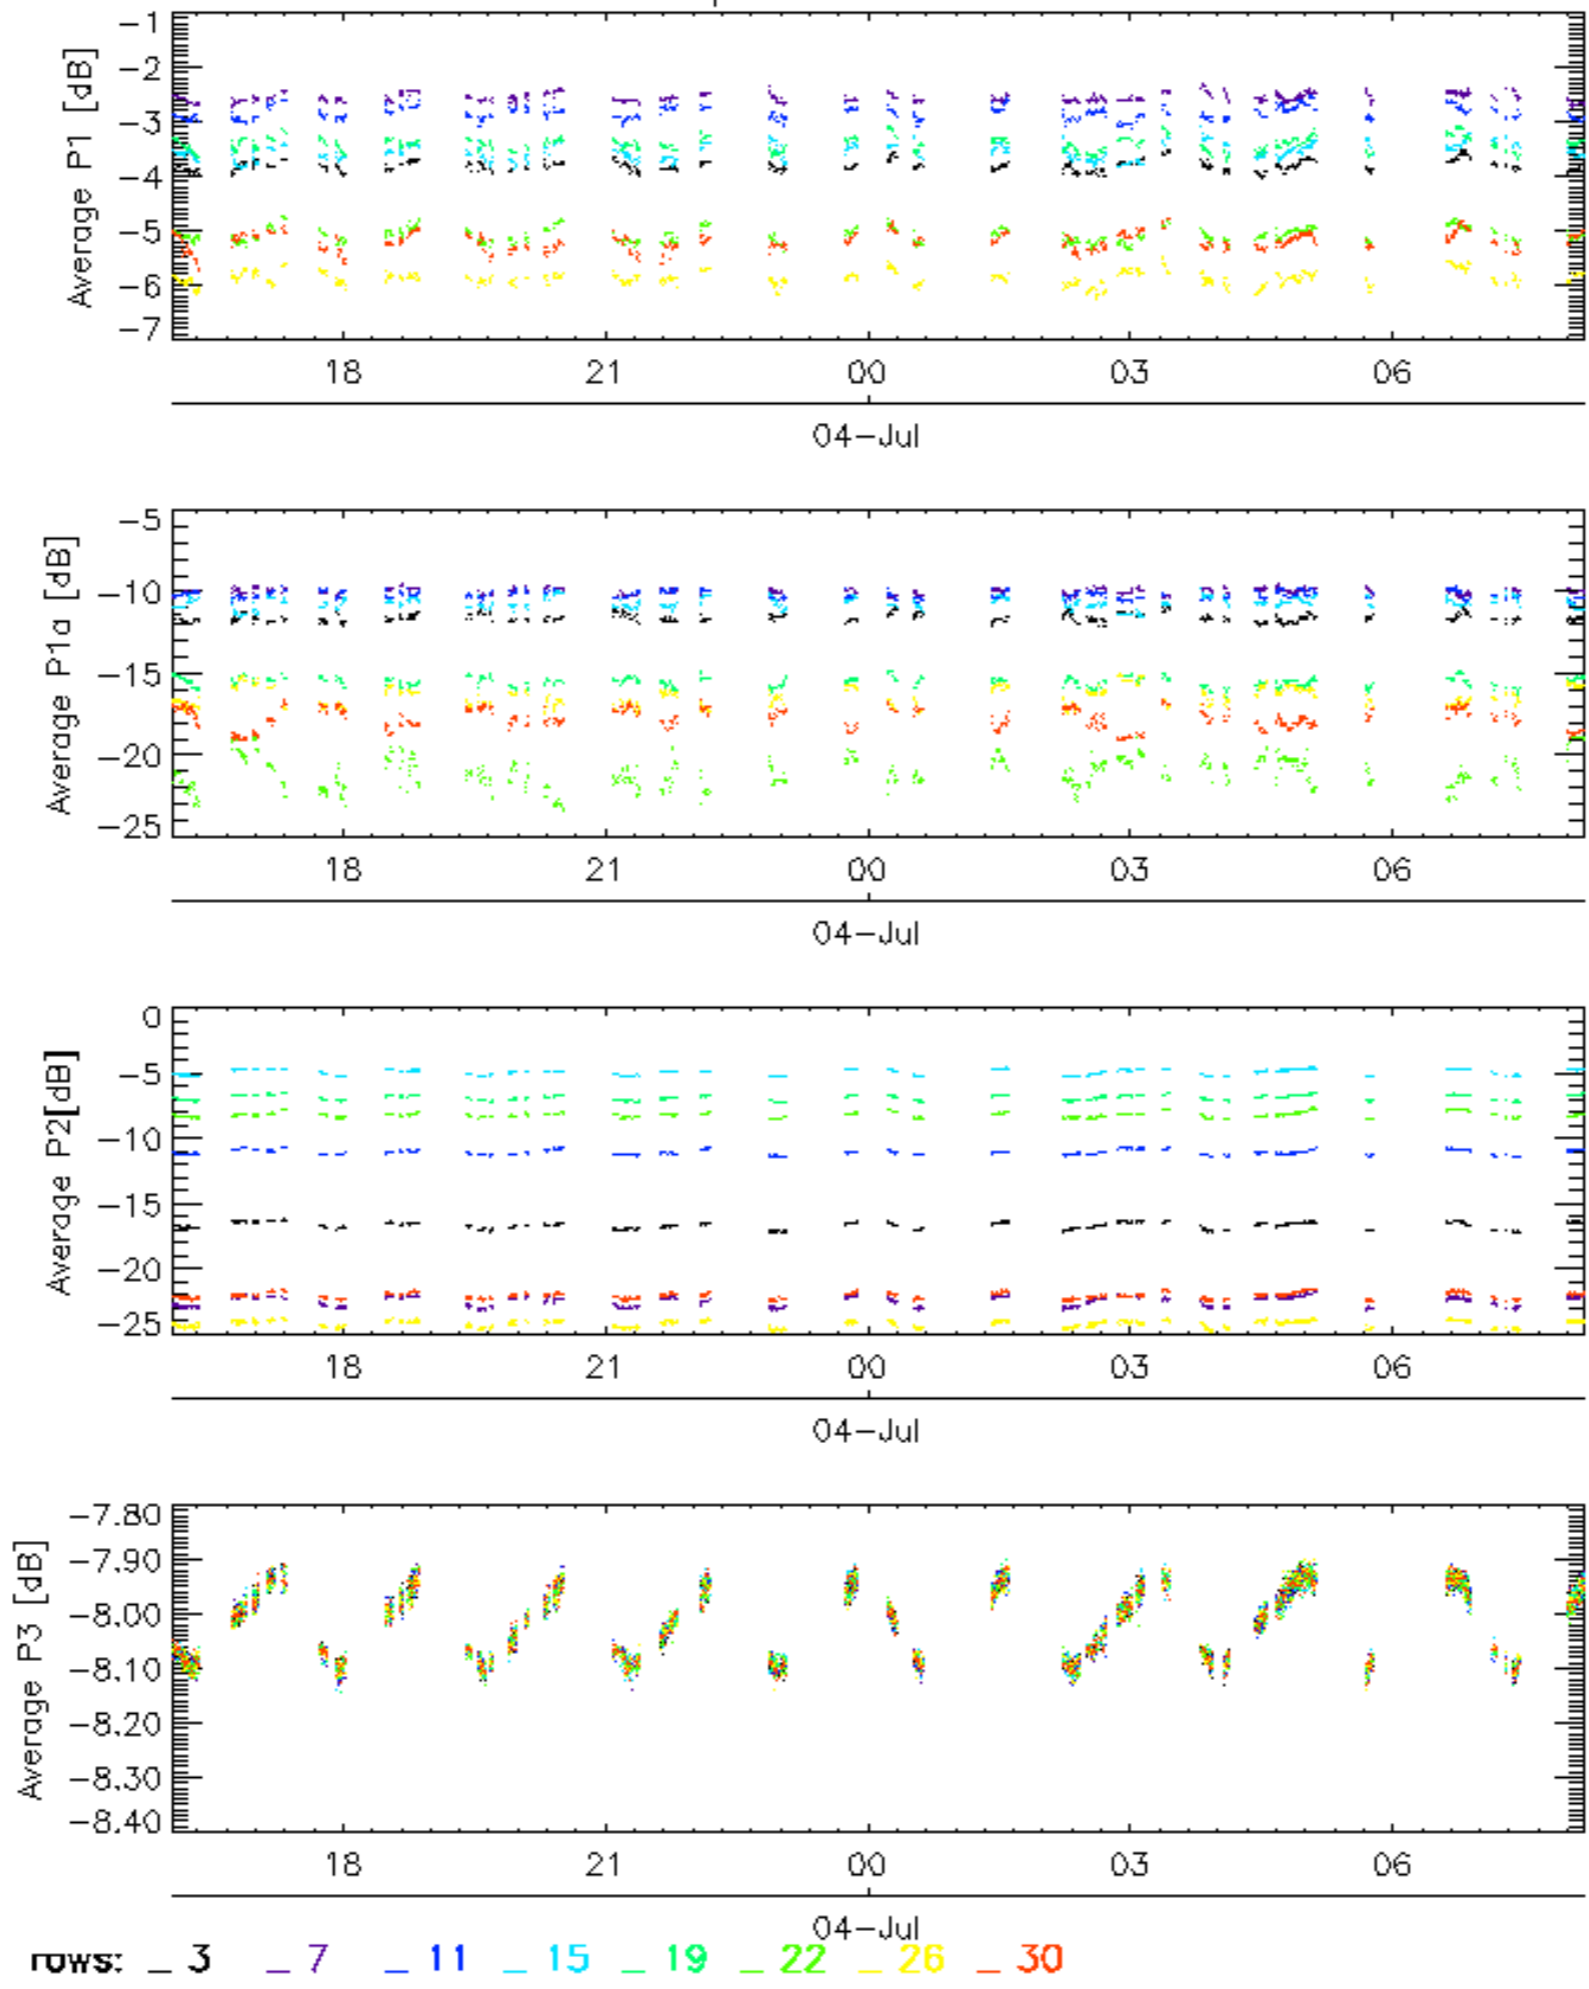 Average P1 [dB]
-1
-2
-3
-4
-5
-6
-7
18 21 00 03 06
04-Jul
Average P1a [dB]
-5
-10
-15
-20
-25
18 21 00 03 06
04-Jul
Average P2[dB]
0
-5
-10
-15
-20
-25
18 21 00 03 06
04-Jul
Average P3 [dB]
-7.80
-7.90
-8.00
-8.10
-8.20
-8.30
-8.40
18 21 00 03 06
04-Jul
rows: _ 3 _ 7 _ 11 _ 15 _ 19 _ 22 _ 26 _ 30